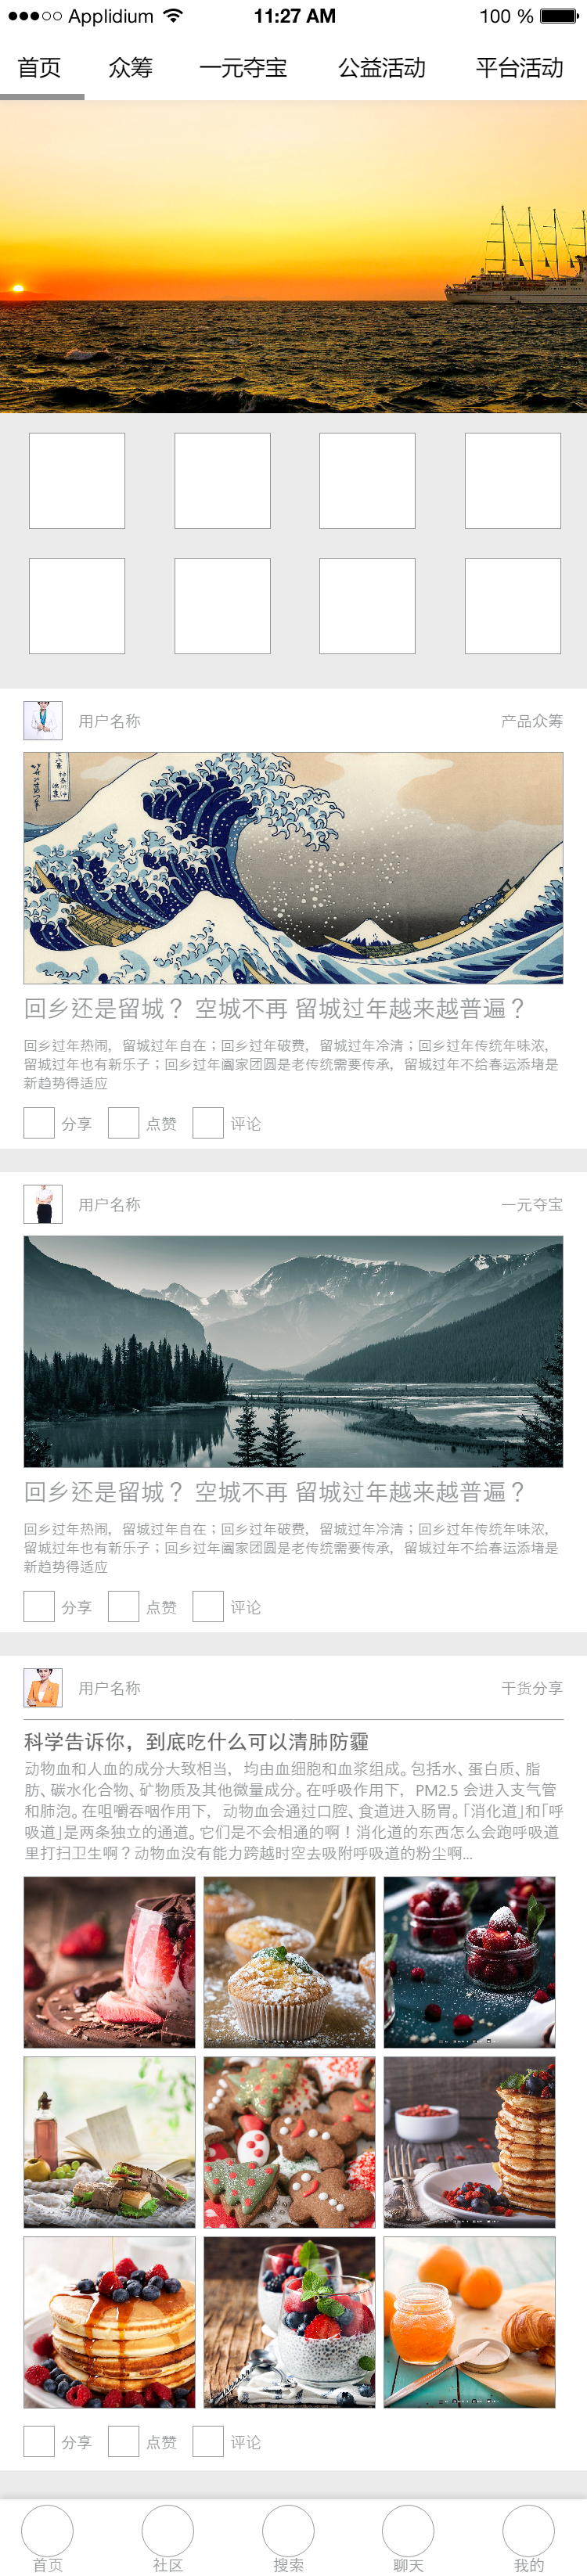 Applidium 11:27 AM 100 %
首页 众筹 一元夺宝 公益活动 平台活动
用户名称 产品众筹
回乡还是留城？ 空城不再 留城过年越来越普遍？
回乡过年热闹，留城过年自在；回乡过年破费，留城过年冷清；回乡过年传统年味浓，
留城过年也有新乐子；回乡过年阖家团圆是老传统需要传承，留城过年不给春运添堵是
新趋势得适应
分享 点赞 评论
用户名称 一元夺宝
回乡还是留城？ 空城不再 留城过年越来越普遍？
回乡过年热闹，留城过年自在；回乡过年破费，留城过年冷清；回乡过年传统年味浓，
留城过年也有新乐子；回乡过年阖家团圆是老传统需要传承，留城过年不给春运添堵是
新趋势得适应
分享 点赞 评论
用户名称 干货分享
科学告诉你，到底吃什么可以清肺防霾
动物血和人血的成分大致相当，均由血细胞和血浆组成。包括水、蛋白质、脂
肪、碳水化合物、矿物质及其他微量成分。在呼吸作用下，PM2.5 会进入支气管
和肺泡。在咀嚼吞咽作用下，动物血会通过口腔、食道进入肠胃。「消化道」和「呼
吸道」是两条独立的通道。它们是不会相通的啊！消化道的东西怎么会跑呼吸道
里打扫卫生啊？动物血没有能力跨越时空去吸附呼吸道的粉尘啊...
分享 点赞 评论
首页 社区 搜索 聊天 我的